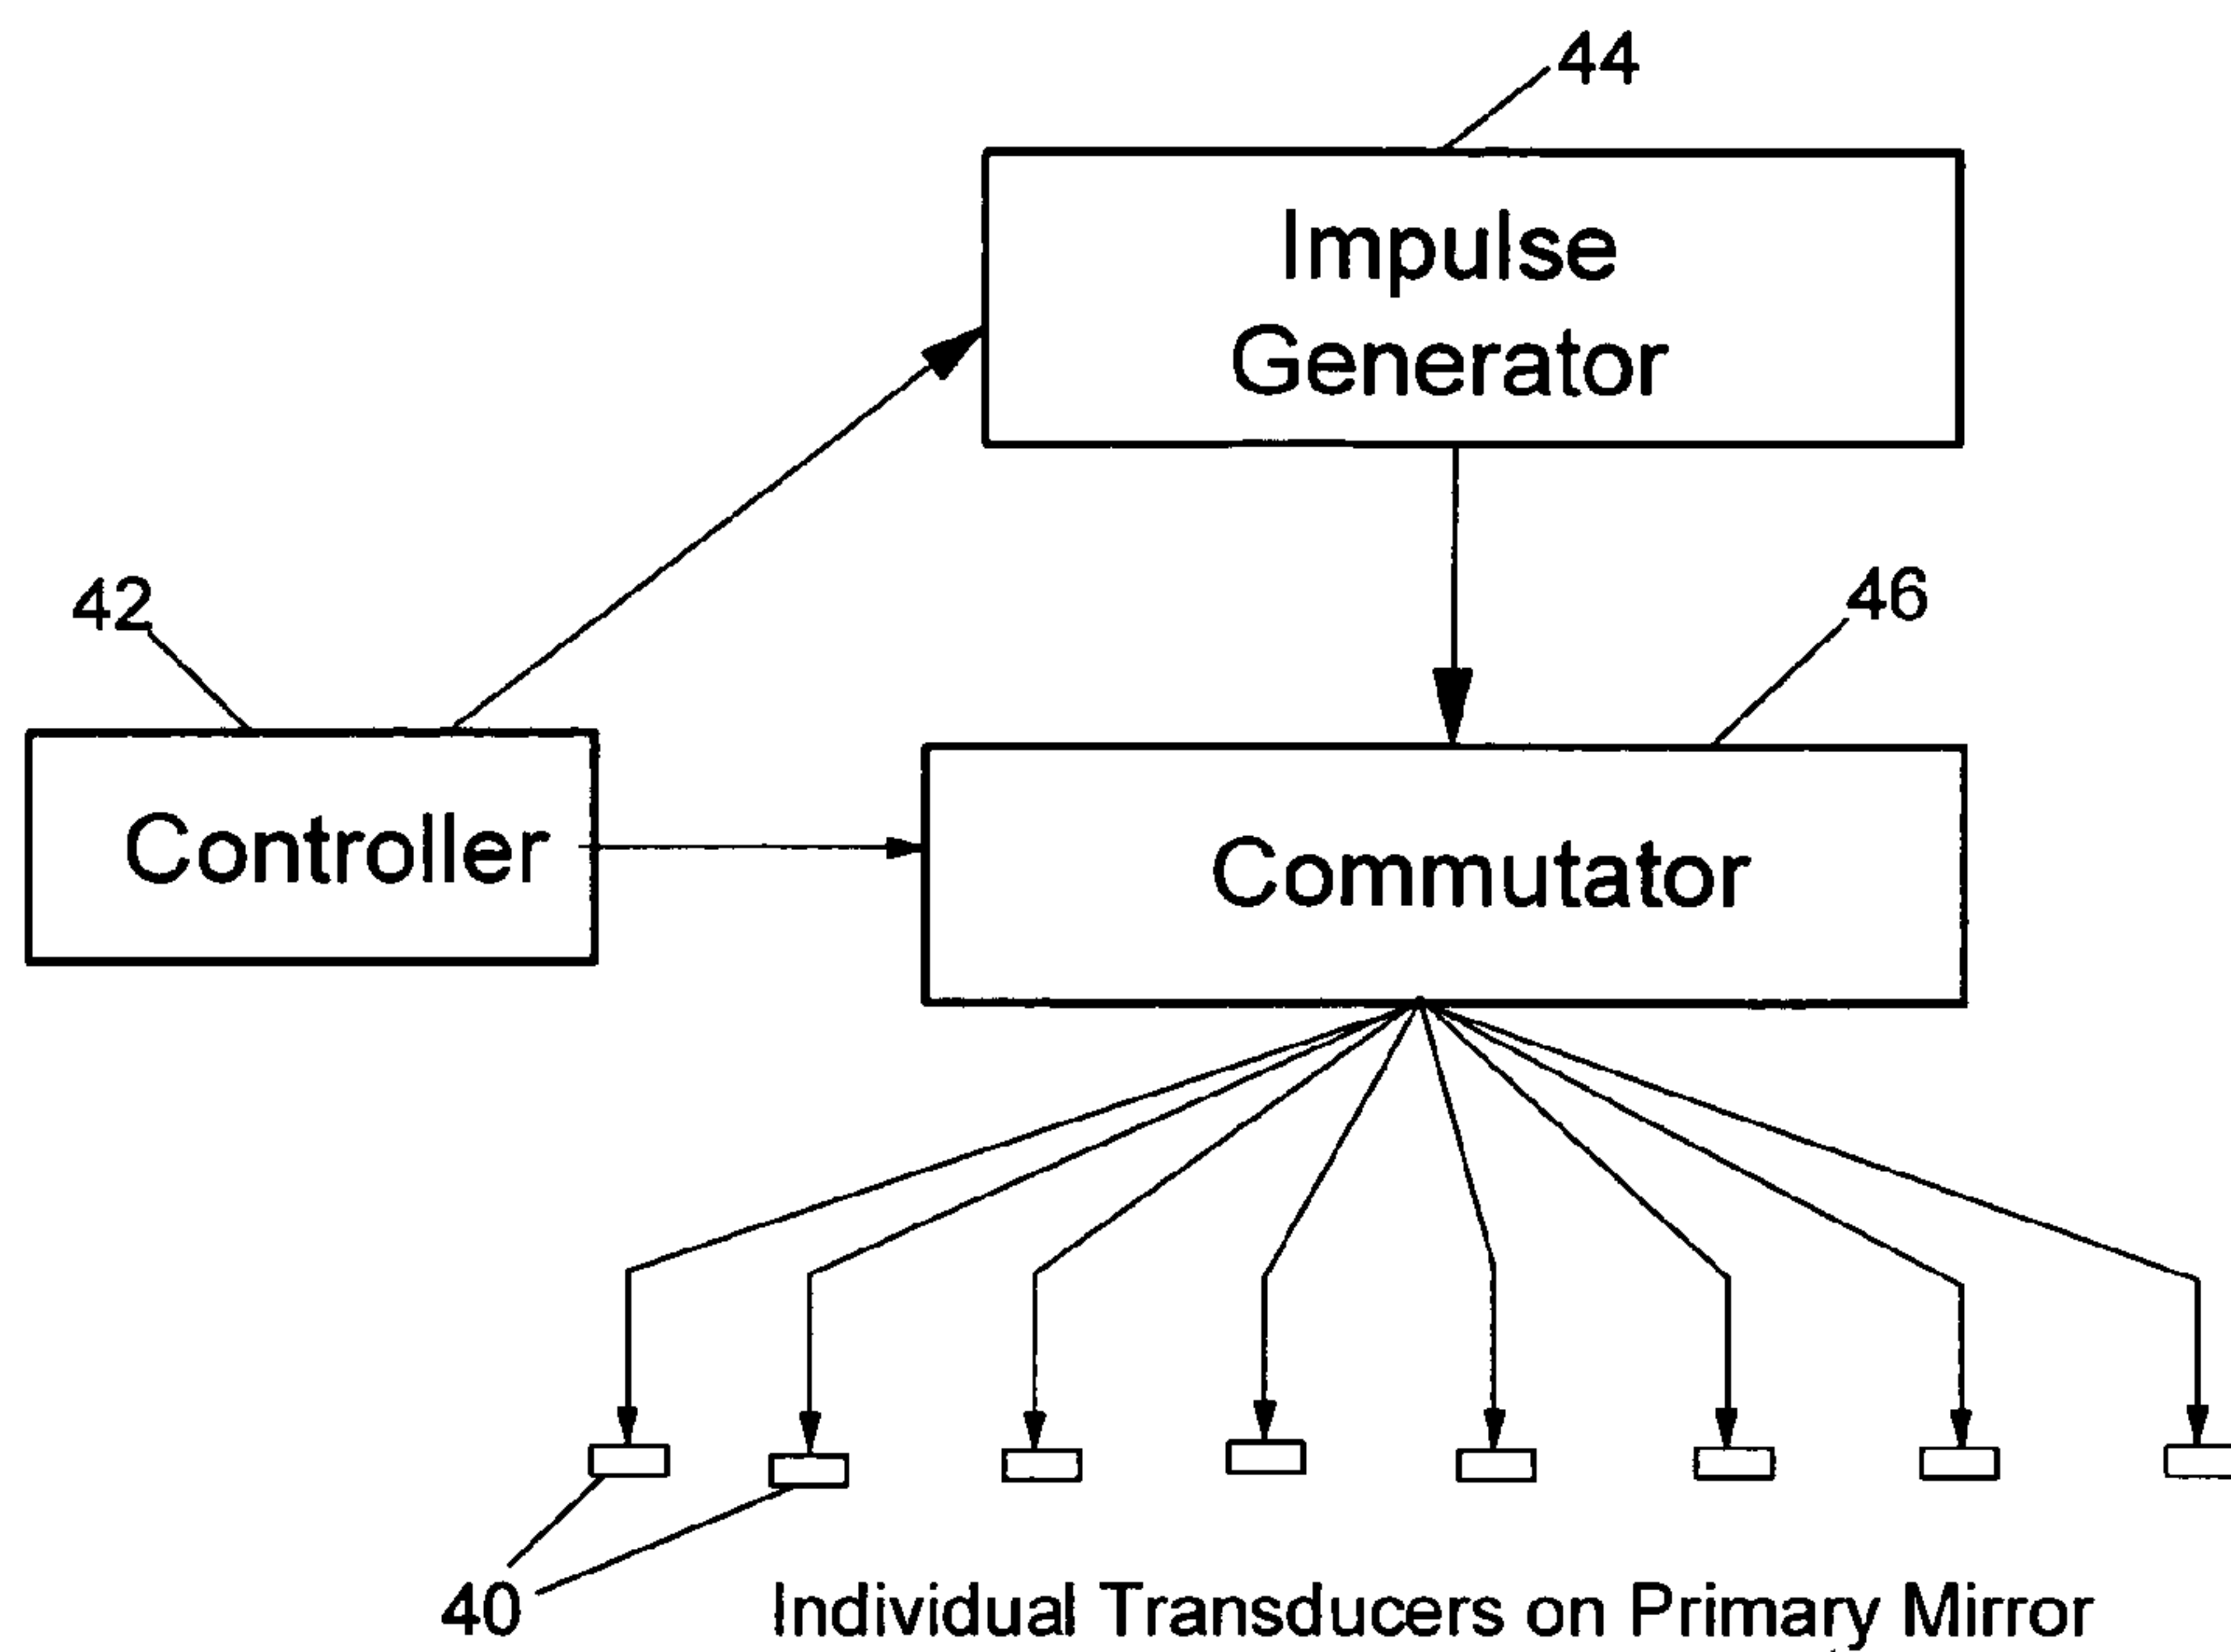 44
Impulse
Generator
42
46
Controller
Commutator
40
Individual Transducers on Primary Mirror